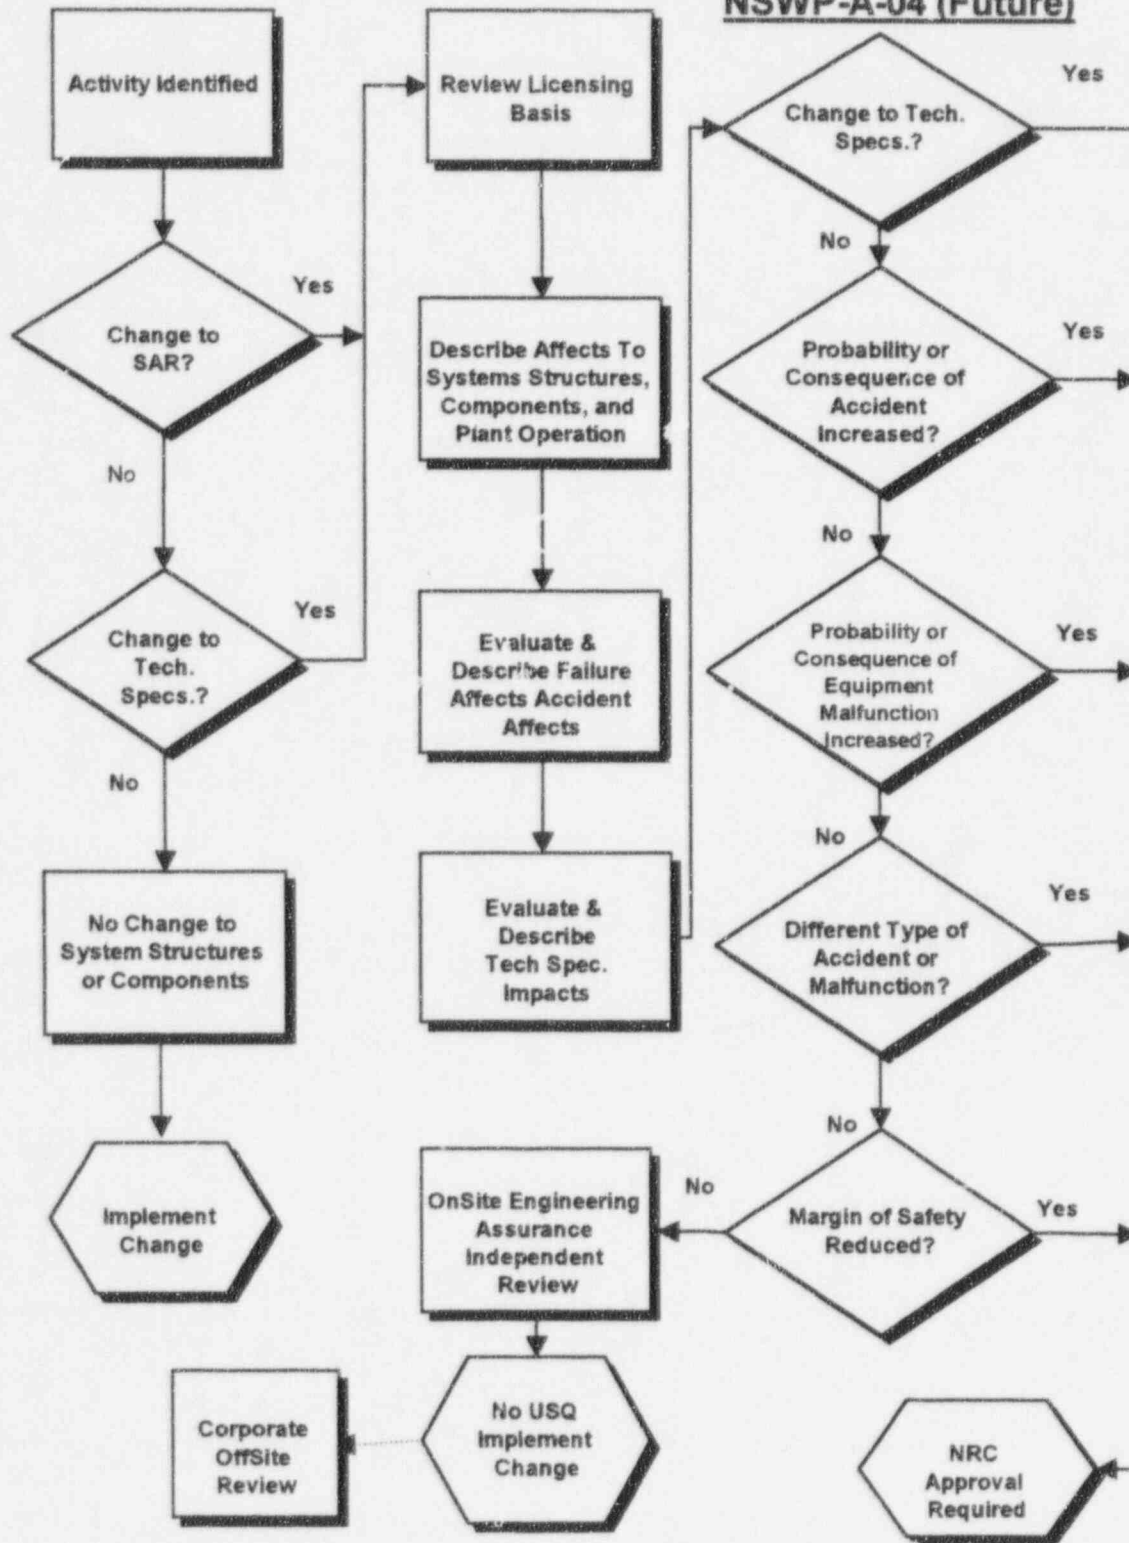 NSWP-A-04 (Future)
Activity Identified
Change to
SAR?
Yes
No
Change to
Tech.
Specs.?
Yes
No
No Change to
System Structures
or Components
Implement
Change
Review Licensing
Basis
Describe Affects To
Systems Structures,
Components, and
Plant Operation
Evaluate &
Describe Failure
Affects Accident
Affects
Evaluate &
Describe
Tech Spec.
Impacts
Change to Tech.
Specs.?
Yes
No
Probability or
Consequence of
Accident
Increased?
Yes
No
Probability or
Consequence of
Equipment
Malfunction
Increased?
Yes
No
Different Type of
Accident or
Malfunction?
Yes
No
Margin of Safety
Reduced?
Yes
No
OnSite Engineering
Assurance
Independent
Review
No USQ
Implement
Change
Corporate
OffSite
Review
NRC
Approval
Required